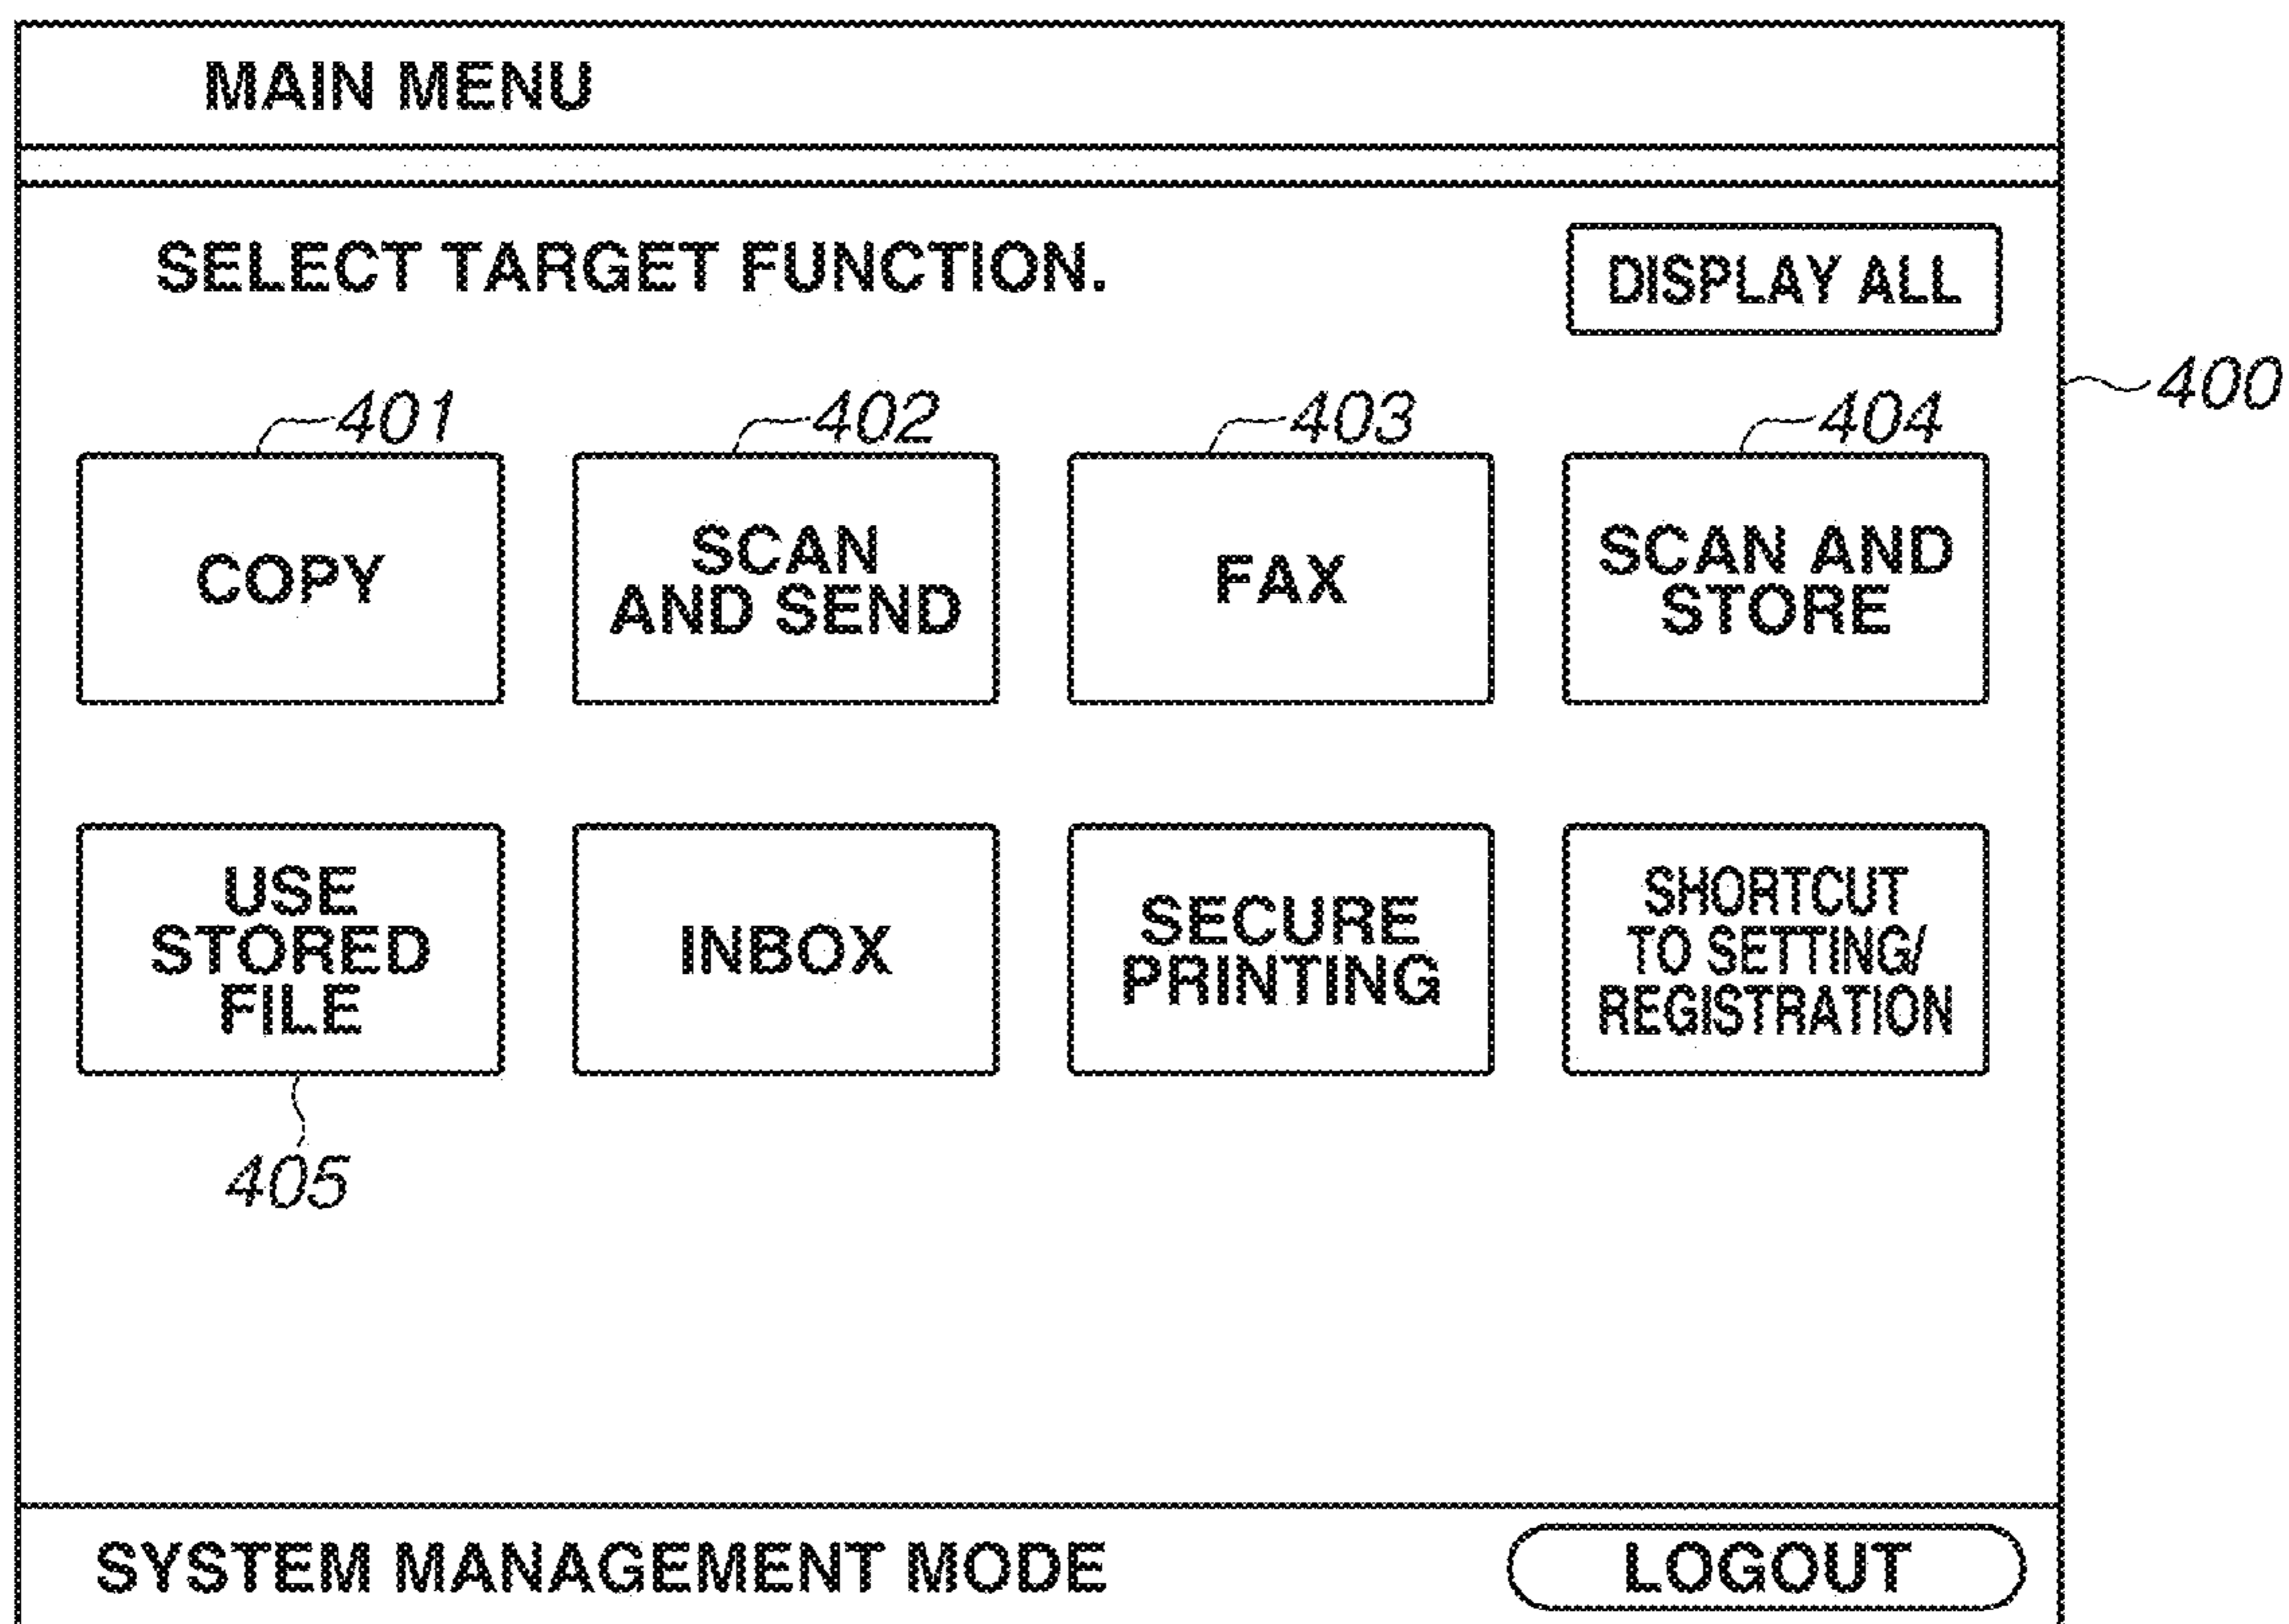 MAIN MENU
SELECT TARGET FUNCTION.
DISPLAY ALL
400
401
402
403
404
COPY
SCAN
AND SEND
FAX
SCAN AND
STORE
USE
STORED
FILE
INBOX
SECURE
PRINTING
SHORTCUT
TO SETTING/
REGISTRATION
405
SYSTEM MANAGEMENT MODE
LOGOUT